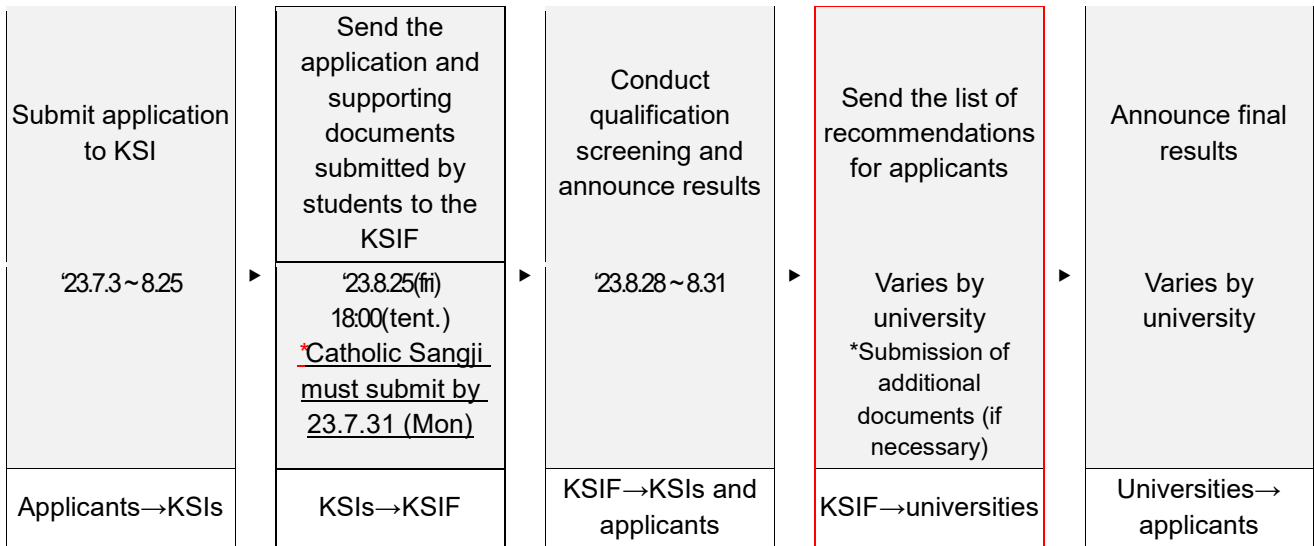 Submit application
to KSI
‘23.7.3 ~ 8.25
Applicants→KSIs
▶
Send the
application and
supporting
documents
submitted by
students to the
KSIF
‘23.8.25(fri)
18:00(tent.)
*Catholic Sangji
must submit by
23.7.31 (Mon)
KSIs→KSIF
▶
Conduct
qualification
screening and
announce results
‘23.8.28 ~ 8.31
KSIF→KSIs and
applicants
▶
Send the list of
recommendations
for applicants
Varies by
university
*Submission of
additional
documents (if
necessary)
KSIF→universities
▶
Announce final
results
Varies by
university
Universities→
applicants